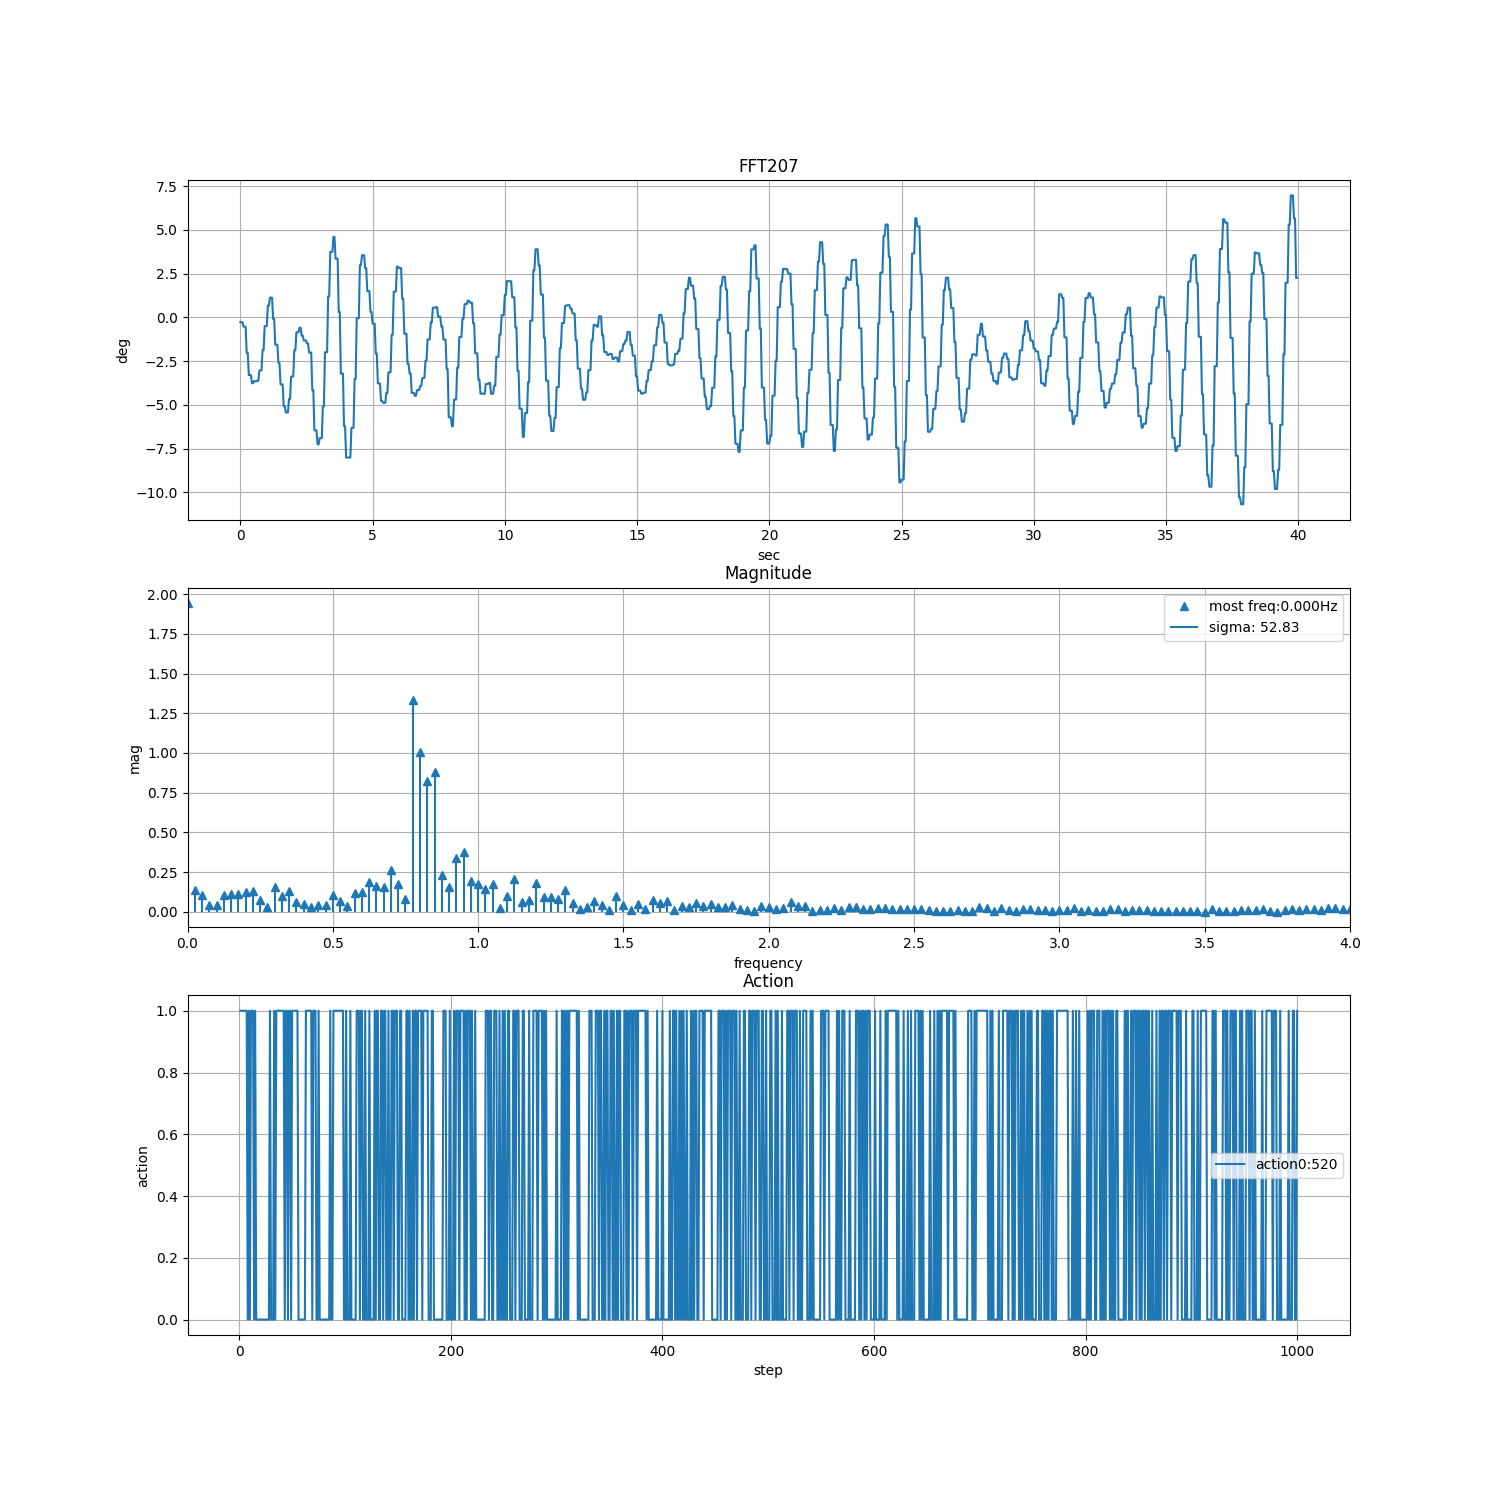 FFT207
7.5
5.0
2.5
0.0
−2.5
−5.0
−7.5
−10.0
deg
0 5 10 15 20 25 30 35 40
sec
Magnitude
2.00
1.75
1.50
1.25
1.00
0.75
0.50
0.25
0.00
mag
most freq:0.000Hz
sigma: 52.83
0.0 0.5 1.0 1.5 2.0 2.5 3.0 3.5 4.0
frequency
Action
1.0
0.8
0.6
0.4
0.2
0.0
action
action0:520
0 200 400 600 800 1000
step